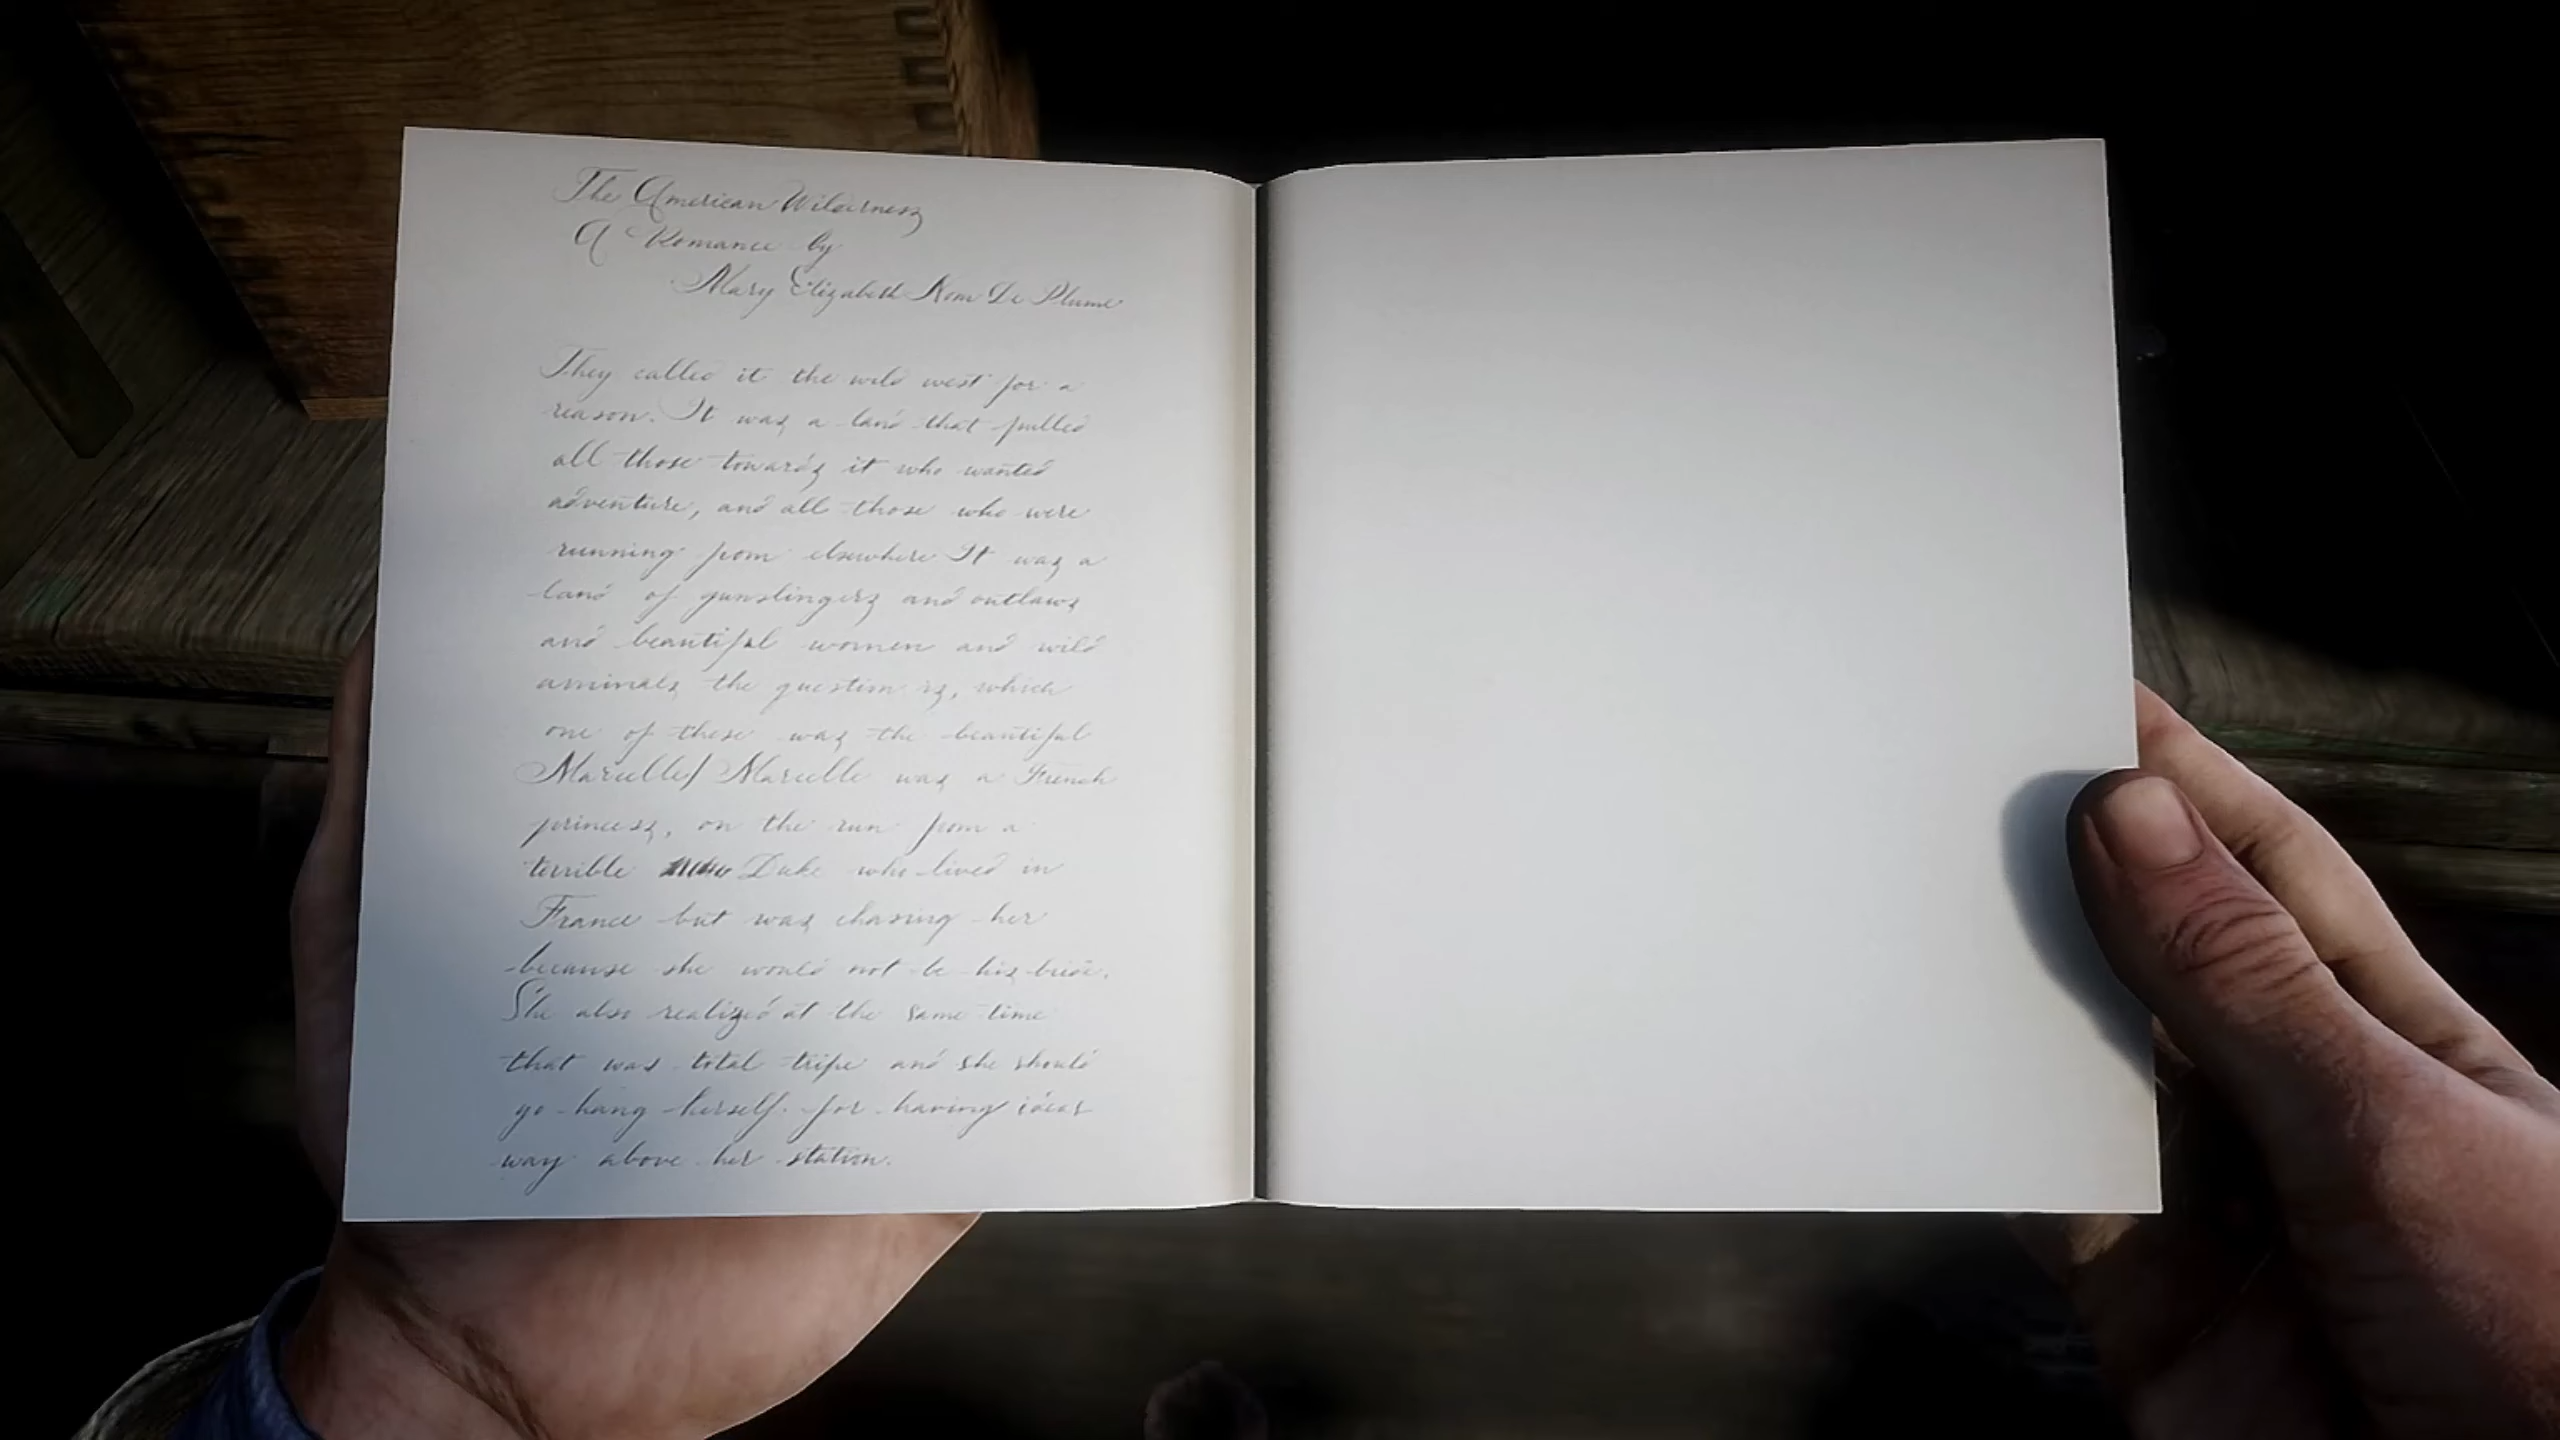 The American Wilderness
A Romance by
Mary Elizabeth Nom De Plume
They called it the wild west for a
reason. It was a land that pulled
all those towards it who wanted
adventure, and all those who were
running from elsewhere It was a
land of gunslingers and outlaws
and beautiful women and wild
aminals the question is, which
one of these was the beautiful
Marcelle/ Marcelle was a French
princess, on the run from a
terrible Duke who lived in
France but was chasing her
because she would not be his bride.
She also realized at the same time
that was total tripe and she should
go hang herself for having ideas
way above her station.